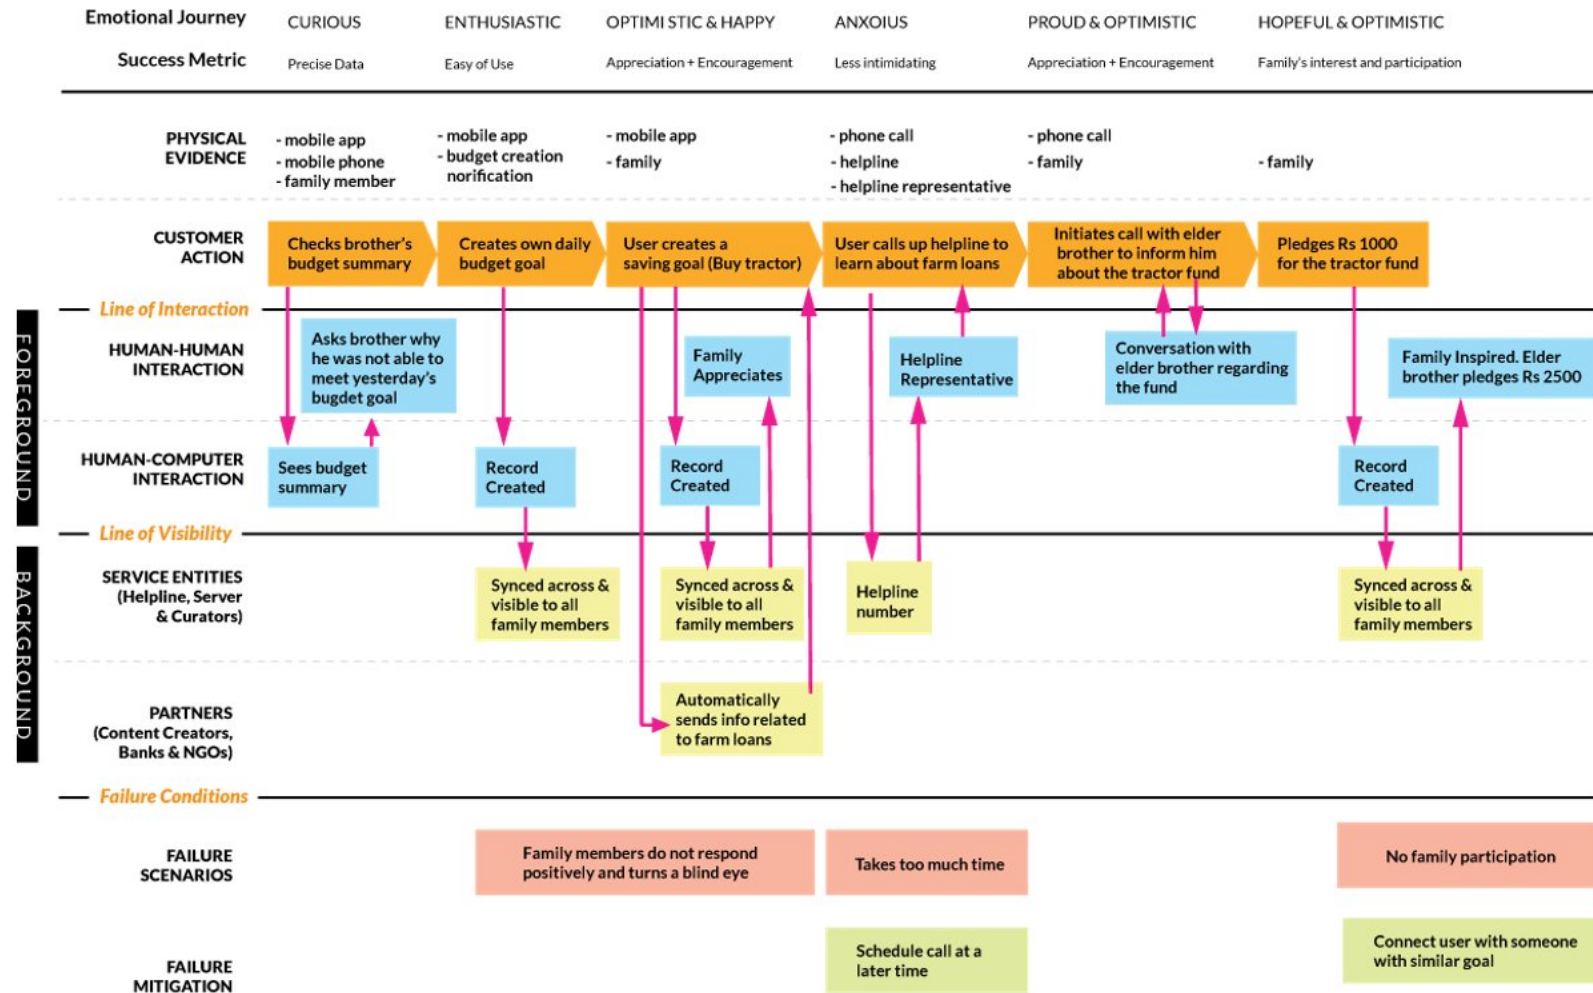 Emotional Journey
CURIOUS
ENTHUSIASTIC
OPTIMI STIC & HAPPY
ANXOIUS
PROUD & OPTIMISTIC
HOPEFUL & OPTIMISTIC
Success Metric
Precise Data
Easy of Use
Appreciation + Encouragement
Less intimidating
Appreciation + Encouragement
Family's interest and participation
PHYSICAL
EVIDENCE
- mobile app
- mobile phone
- family member
- mobile app
- budget creation
norification
- mobile app
- family
- phone call
- helpline
- helpline representative
- phone call
- family
- family
CUSTOMER
ACTION
Checks brother's
budget summary
Creates own daily
budget goal
User creates a
saving goal (Buy tractor)
User calls up helpline to
learn about farm loans
Initiates call with elder
brother to inform him
about the tractor fund
Pledges Rs 1000
for the tractor fund
Line of Interaction
FOREGROUND
HUMAN-HUMAN
INTERACTION
Asks brother why
he was not able to
meet yesterday's
bugdet goal
Family
Appreciates
Helpline
Representative
Conversation with
elder brother regarding
the fund
Family Inspired. Elder
brother pledges Rs 2500
HUMAN-COMPUTER
INTERACTION
Sees budget
summary
Record
Created
Record
Created
Record
Created
Line of Visibility
BACKGROUND
SERVICE ENTITIES
(Helpline, Server
& Curators)
Synced across &
visible to all
family members
Synced across &
visible to all
family members
Helpline
number
Synced across &
visible to all
family members
PARTNERS
(Content Creators,
Banks & NGOs)
Automatically
sends info related
to farm loans
Failure Conditions
FAILURE
SCENARIOS
Family members do not respond
positively and turns a blind eye
Takes too much time
No family participation
FAILURE
MITIGATION
Schedule call at a
later time
Connect user with someone
with similar goal